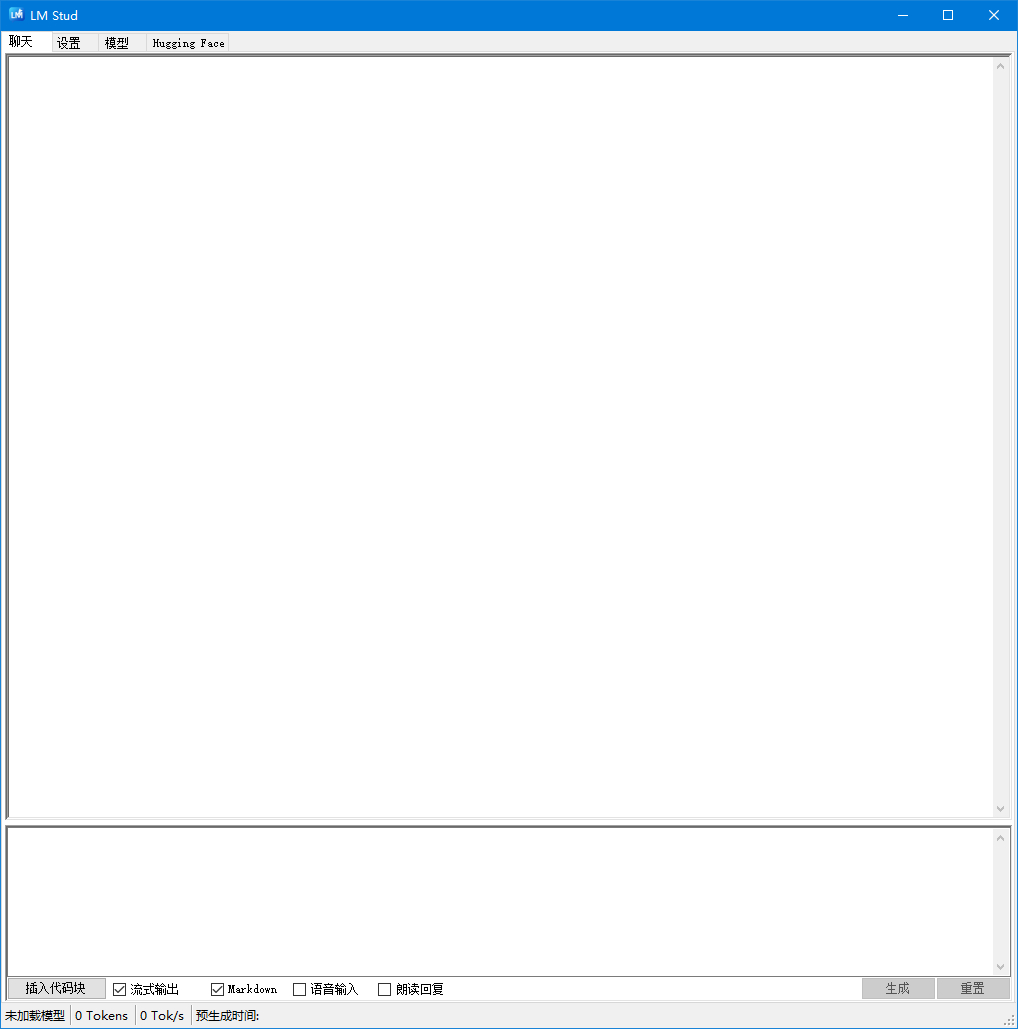 LM Stud
聊天 设置 模型 Hugging Face
插入代码块 流式输出 Markdown 语音输入 朗读回复 生成 重置
未加载模型 0 Tokens 0 Tok/s 预生成时间: